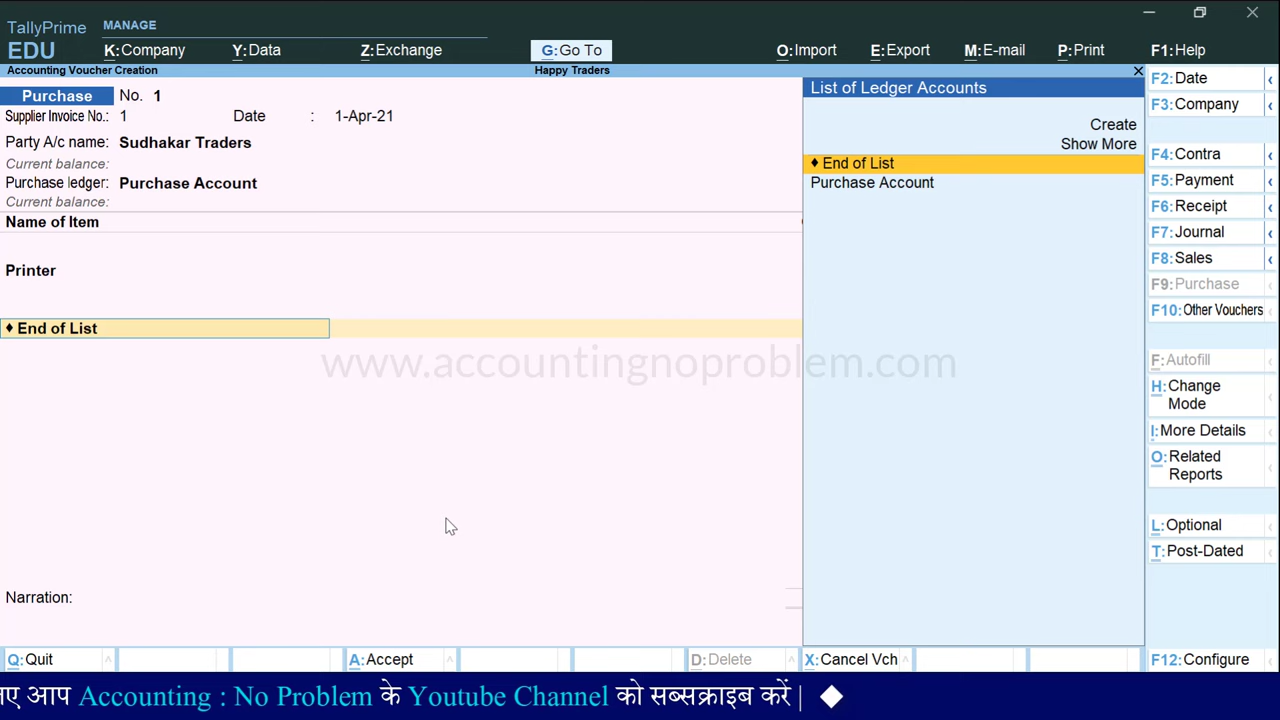 TallyPrime MANAGE
EDU K:Company Y:Data Z:Exchange G:Go To O:Import E:Export M:E-mail P:Print F1:Help
Accounting Voucher Creation Happy Traders
Purchase No. 1
Supplier Invoice No.: 1 Date : 1-Apr-21
Party A/c name: Sudhakar Traders
Current balance:
Purchase ledger: Purchase Account
Current balance:
Name of Item
Printer
♦ End of List
Narration:
List of Ledger Accounts
Create
Show More
♦ End of List
Purchase Account
www.accountingnoproblem.com
F2:Date
F3:Company
F4:Contra
F5:Payment
F6:Receipt
F7:Journal
F8:Sales
F9:Purchase
F10:Other Vouchers
F:Autofill
H:Change
Mode
I:More Details
O:Related
Reports
L:Optional
T:Post-Dated
Q:Quit A:Accept D:Delete X:Cancel Vch F12:Configure
आप Accounting : No Problem के Youtube Channel को सब्सक्राइब करें | ◆